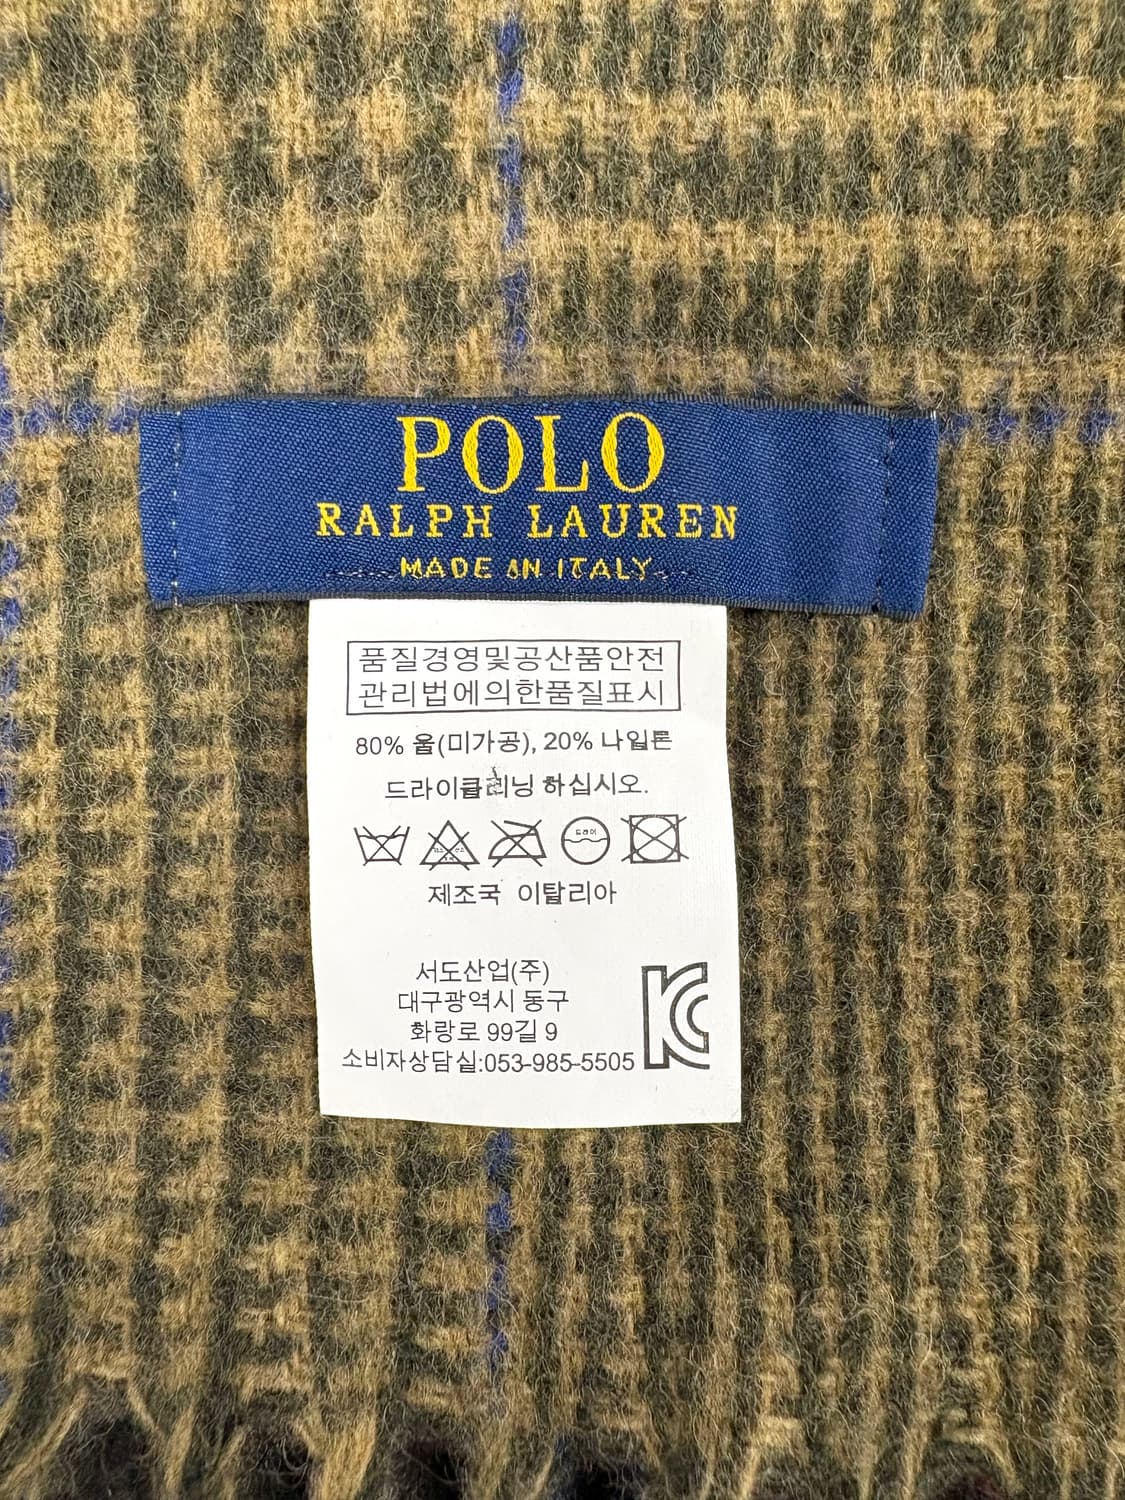 POLO
RALPH LAUREN
MADE IN ITALY
품질경영및공산품안전
관리법에의한품질표시
80% 울(미가공), 20% 나일론
드라이클리닝 하십시오.
드라이
제조국 이탈리아
서도산업(주)
대구광역시 동구
화랑로 99길 9
소비자상담실:053-985-5505
KC